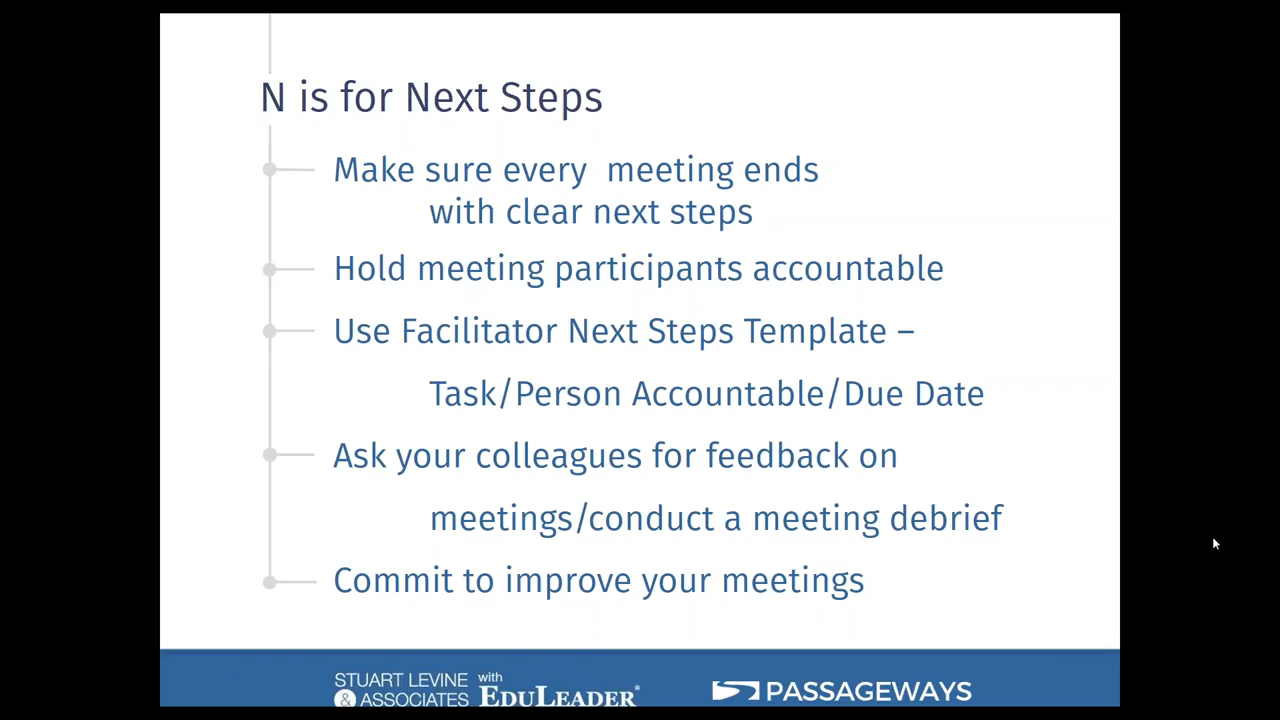 N is for Next Steps
Make sure every  meeting ends
with clear next steps
Hold meeting participants accountable
Use Facilitator Next Steps Template –
Task/Person Accountable/Due Date
Ask your colleagues for feedback on
meetings/conduct a meeting debrief
Commit to improve your meetings
STUART LEVINE with
& ASSOCIATES EDULEADER®
PASSAGEWAYS